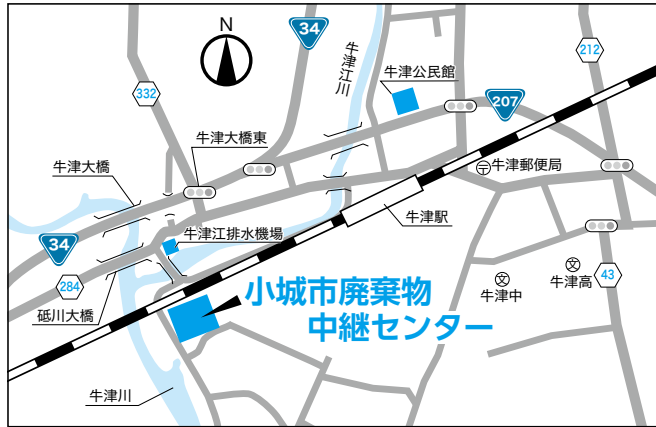 N
34
牛津江川
212
332
牛津公民館
207
牛津大橋東
牛津大橋
牛津郵便局
牛津駅
牛津江排水機場
34
284
砥川大橋
小城市廃棄物
中継センター
文
牛津中
文
牛津高
43
牛津川